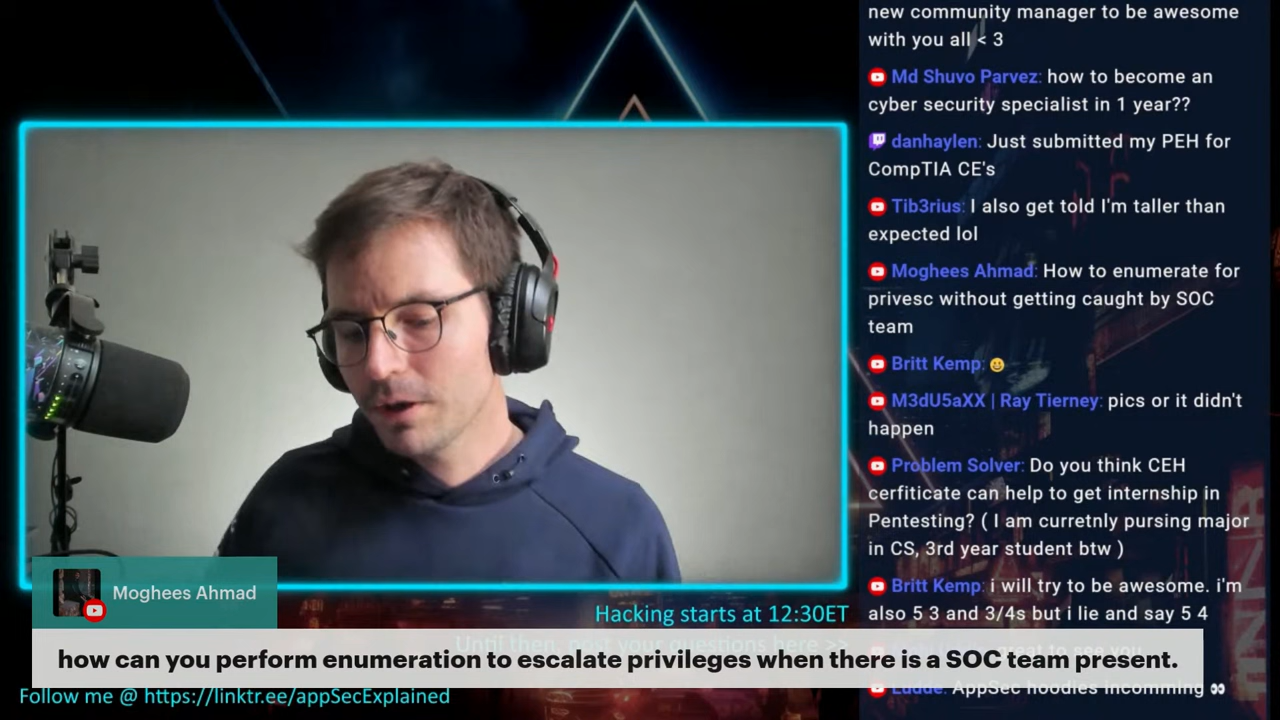 new community manager to be awesome
with you all < 3
Md Shuvo Parvez: how to become an
cyber security specialist in 1 year??
danhaylen: Just submitted my PEH for
CompTIA CE's
Tib3rius: I also get told I'm taller than
expected lol
Moghees Ahmad: How to enumerate for
privesc without getting caught by SOC
team
Britt Kemp: 😀
M3dU5aXX | Ray Tierney: pics or it didn't
happen
Problem Solver: Do you think CEH
cerfiticate can help to get internship in
Pentesting? ( I am curretnly pursing major
in CS, 3rd year student btw )
Britt Kemp: i will try to be awesome. i'm
also 5 3 and 3/4s but i lie and say 5 4
Ludde: AppSec hoodies incomming 👀
Moghees Ahmad
Hacking starts at 12:30ET
Until then, post your questions here >>
how can you perform enumeration to escalate privileges when there is a SOC team present.
Follow me @ https://linktr.ee/appSecExplained